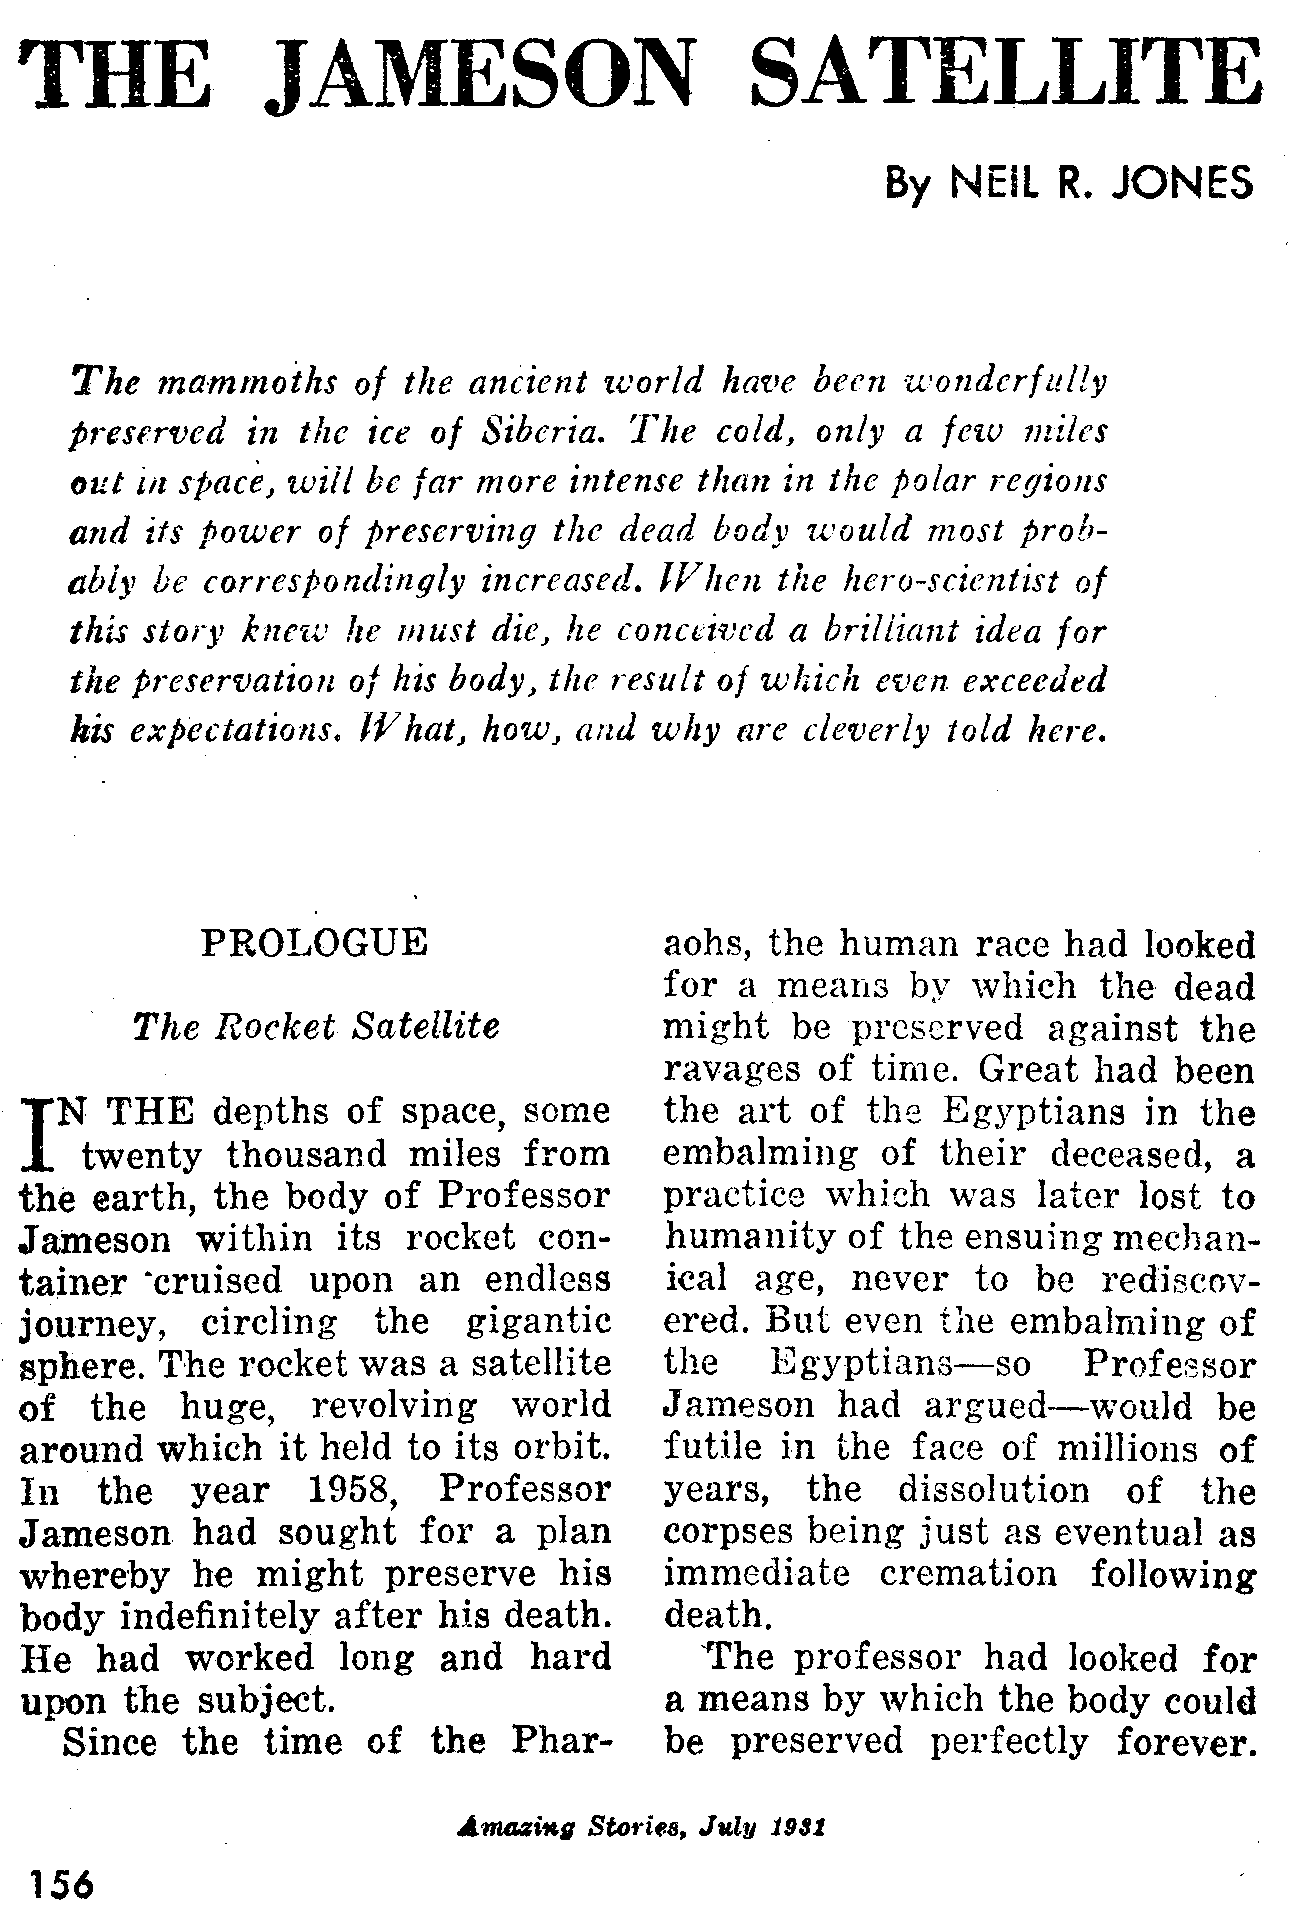 THE JAMESON SATELLITE
By NEIL R. JONES
The mammoths of the ancient world have been wonderfully
preserved in the ice of Siberia. The cold, only a few miles
out in space, will be far more intense than in the polar regions
and its power of preserving the dead body would most prob-
ably be correspondingly increased. When the hero-scientist of
this story knew he must die, he conceived a brilliant idea for
the preservation of his body, the result of which even exceeded
his expectations. What, how, and why are cleverly told here.
PROLOGUE
The Rocket Satellite
IN THE depths of space, some
twenty thousand miles from
the earth, the body of Professor
Jameson within its rocket con-
tainer cruised upon an endless
journey, circling the gigantic
sphere. The rocket was a satellite
of the huge, revolving world
around which it held to its orbit.
In the year 1958, Professor
Jameson had sought for a plan
whereby he might preserve his
body indefinitely after his death.
He had worked long and hard
upon the subject.
Since the time of the Phar-
aohs, the human race had looked
for a means by which the dead
might be preserved against the
ravages of time. Great had been
the art of the Egyptians in the
embalming of their deceased, a
practice which was later lost to
humanity of the ensuing mechan-
ical age, never to be rediscov-
ered. But even the embalming of
the Egyptians—so Professor
Jameson had argued—would be
futile in the face of millions of
years, the dissolution of the
corpses being just as eventual as
immediate cremation following
death.
The professor had looked for
a means by which the body could
be preserved perfectly forever.
Amazing Stories, July 1931
156